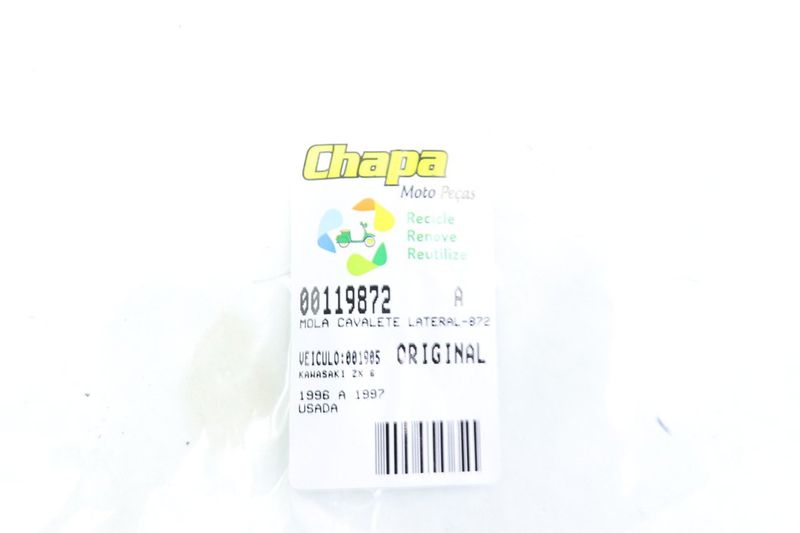 Chapa
Moto Peças
Recicle
Renove
Reutilize
00119872 A
MOLA CAVALETE LATERAL-872
VEICULO:001905 ORIGINAL
KAWASAKI ZX 6
1996 A 1997
USADA